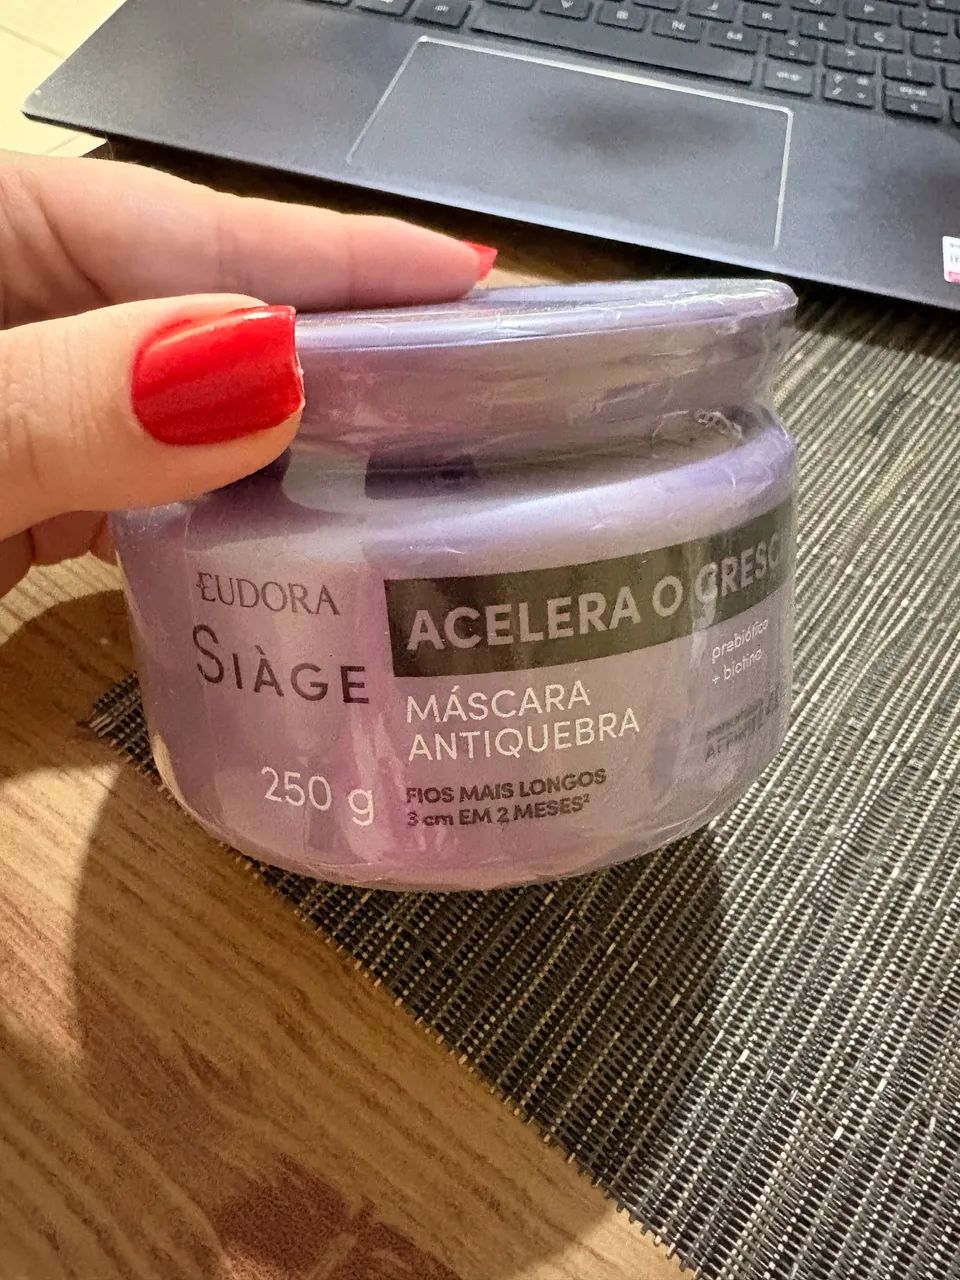 EUDORA
SIÀGE
250 g
ACELERA O CRESC
MÁSCARA
ANTIQUEBRA
FIOS MAIS LONGOS
3 cm EM 2 MESES²
prebiótico
+ biotina